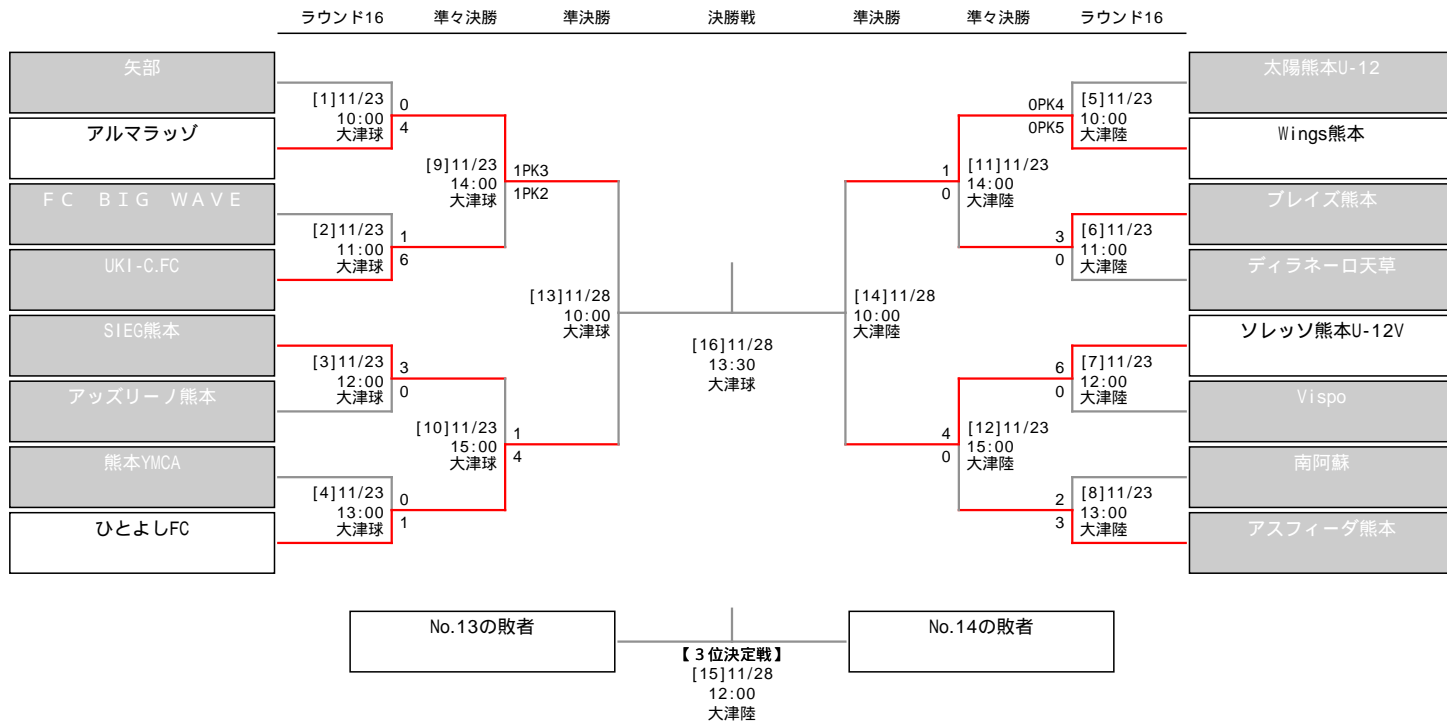 ラウンド16 準々決勝 準決勝 決勝戦 準決勝 準々決勝 ラウンド16
矢部
アルマラッゾ
ＦＣ　ＢＩＧ　ＷＡＶＥ
UKI-C.FC
SIEG熊本
アッズリーノ熊本
熊本YMCA
ひとよしFC
[1]11/23
10:00
大津球
0
4
[2]11/23
11:00
大津球
1
6
[3]11/23
12:00
大津球
3
0
[4]11/23
13:00
大津球
0
1
[9]11/23
14:00
大津球
1PK3
1PK2
[10]11/23
15:00
大津球
1
4
[13]11/28
10:00
大津球
[16]11/28
13:30
大津球
[14]11/28
10:00
大津陸
1
0
[11]11/23
14:00
大津陸
4
0
[12]11/23
15:00
大津陸
0PK4
0PK5
[5]11/23
10:00
大津陸
3
0
[6]11/23
11:00
大津陸
6
0
[7]11/23
12:00
大津陸
2
3
[8]11/23
13:00
大津陸
太陽熊本U-12
Wings熊本
ブレイズ熊本
ディラネーロ天草
ソレッソ熊本U-12V
Vispo
南阿蘇
アスフィーダ熊本
No.13の敗者
No.14の敗者
【３位決定戦】
[15]11/28
12:00
大津陸